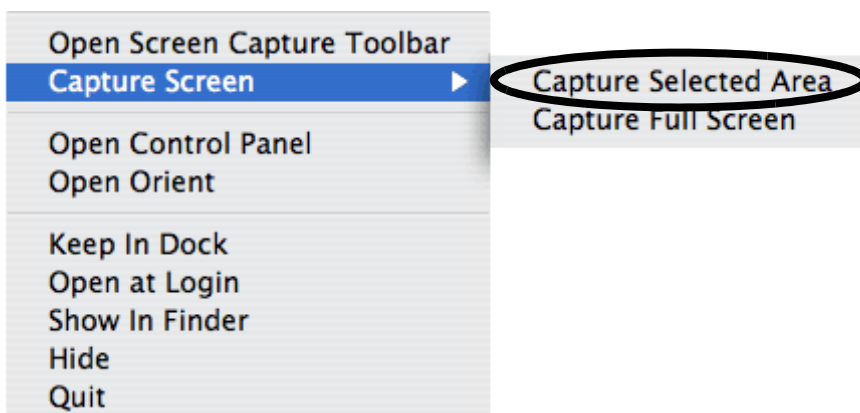 Open Screen Capture Toolbar
Capture Screen
Capture Selected Area
Capture Full Screen
Open Control Panel
Open Orient
Keep In Dock
Open at Login
Show In Finder
Hide
Quit